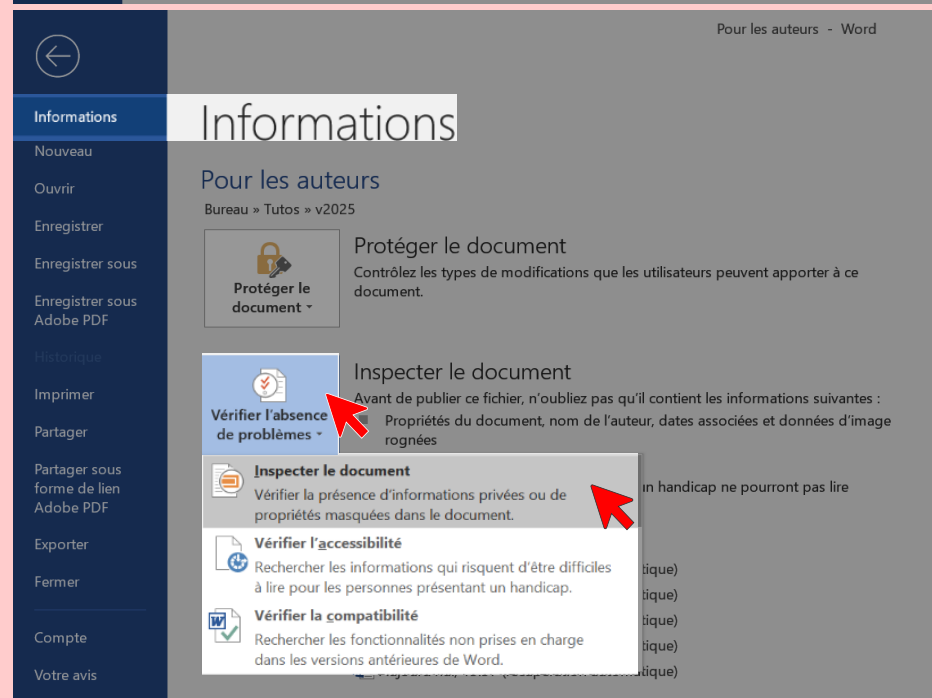 Pour les auteurs - Word
Informations
Nouveau
Ouvrir
Enregistrer
Enregistrer sous
Enregistrer sous
Adobe PDF
Historique
Imprimer
Partager
Partager sous
forme de lien
Adobe PDF
Exporter
Fermer
Compte
Votre avis
Informations
Pour les auteurs
Bureau » Tutos » v2025
Protéger le
document
Protéger le document
Contrôlez les types de modifications que les utilisateurs peuvent apporter à ce
document.
Vérifier l'absence
de problèmes
Inspecter le document
Avant de publier ce fichier, n'oubliez pas qu'il contient les informations suivantes :
Propriétés du document, nom de l'auteur, dates associées et données d'image
rognées
un handicap ne pourront pas lire
Inspecter le document
Vérifier la présence d'informations privées ou de
propriétés masquées dans le document.
Vérifier l'accessibilité
Rechercher les informations qui risquent d'être difficiles
à lire pour les personnes présentant un handicap.
Vérifier la compatibilité
Rechercher les fonctionnalités non prises en charge
dans les versions antérieures de Word.
tique)
tique)
tique)
tique)
tique)